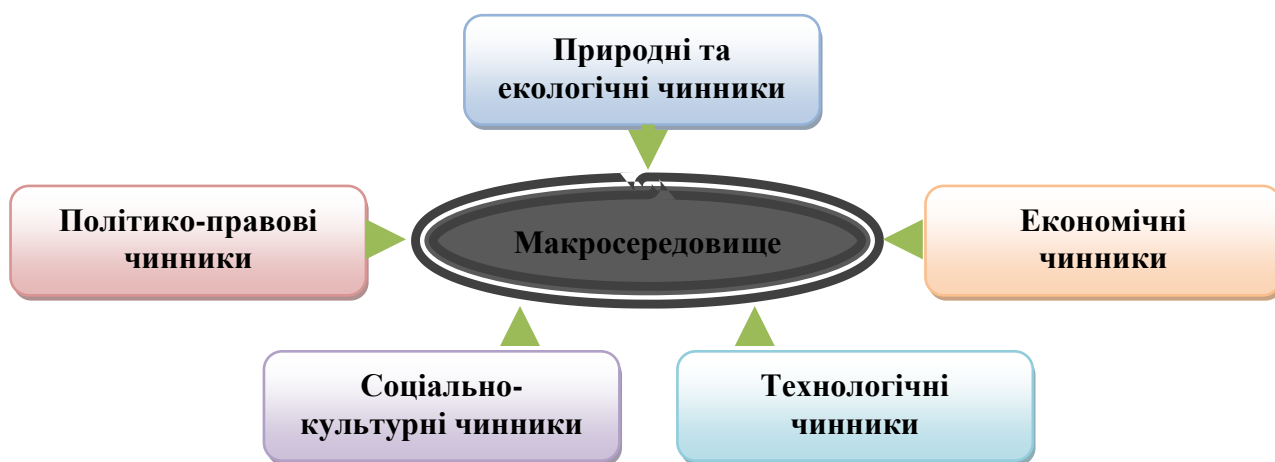 Природні та
екологічні чинники
Політико-правові
чинники
Макросередовище
Економічні
чинники
Соціально-
культурні чинники
Технологічні
чинники